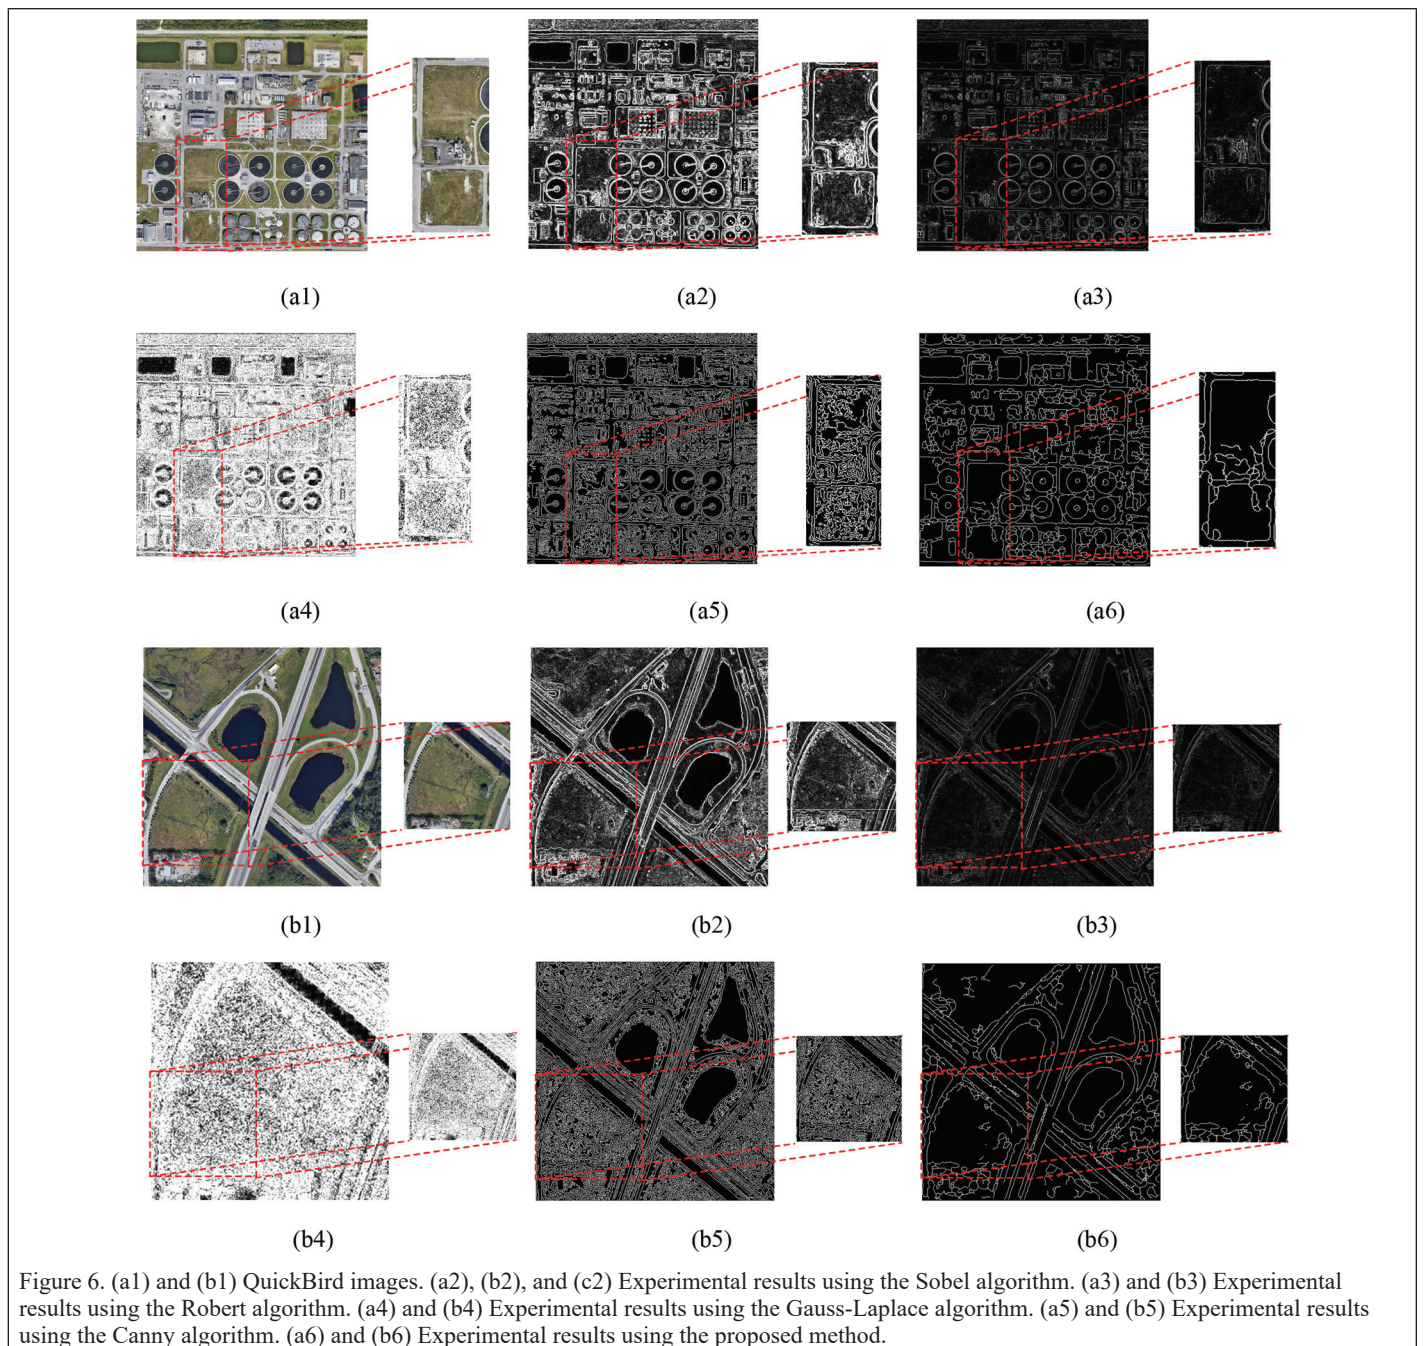 (a1)
(a2)
(a3)
(a4)
(a5)
(a6)
(b1)
(b2)
(b3)
(b4)
(b5)
(b6)
Figure 6. (a1) and (b1) QuickBird images. (a2), (b2), and (c2) Experimental results using the Sobel algorithm. (a3) and (b3) Experimental
results using the Robert algorithm. (a4) and (b4) Experimental results using the Gauss-Laplace algorithm. (a5) and (b5) Experimental results
using the Canny algorithm. (a6) and (b6) Experimental results using the proposed method.